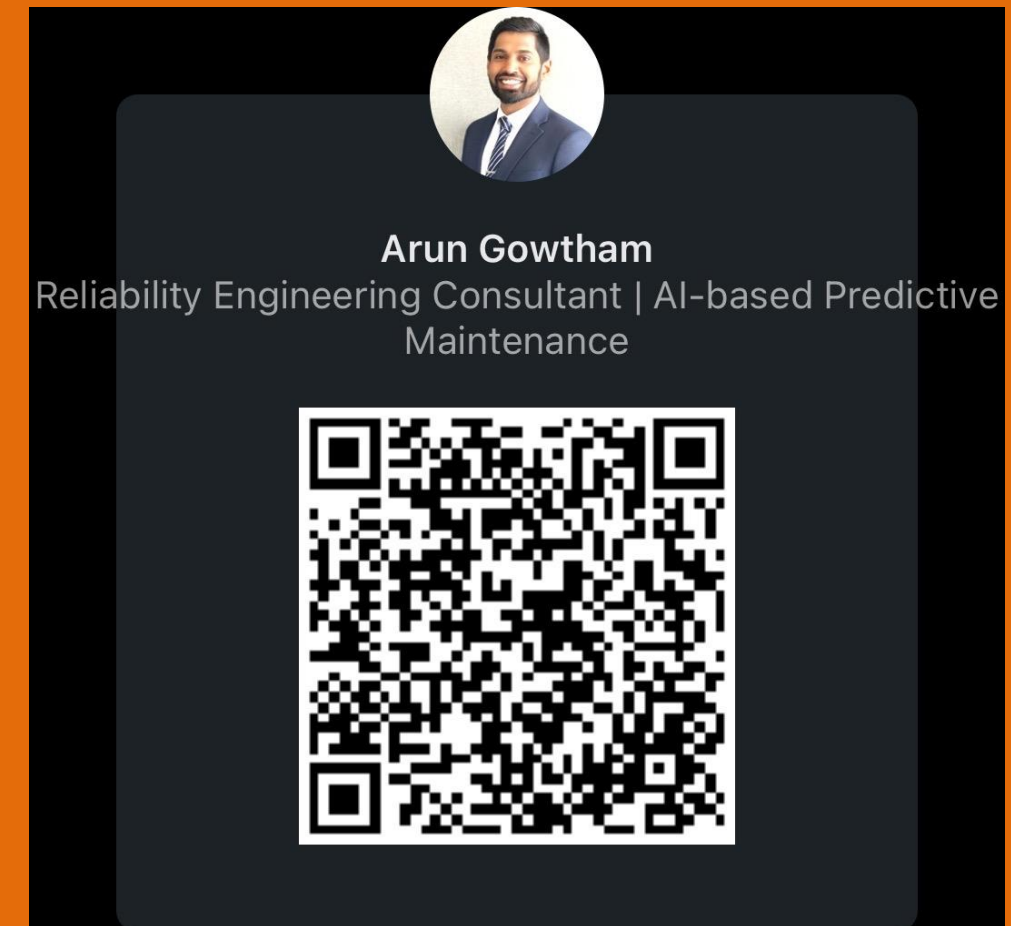 Arun Gowtham
Reliability Engineering Consultant | AI-based Predictive
Maintenance